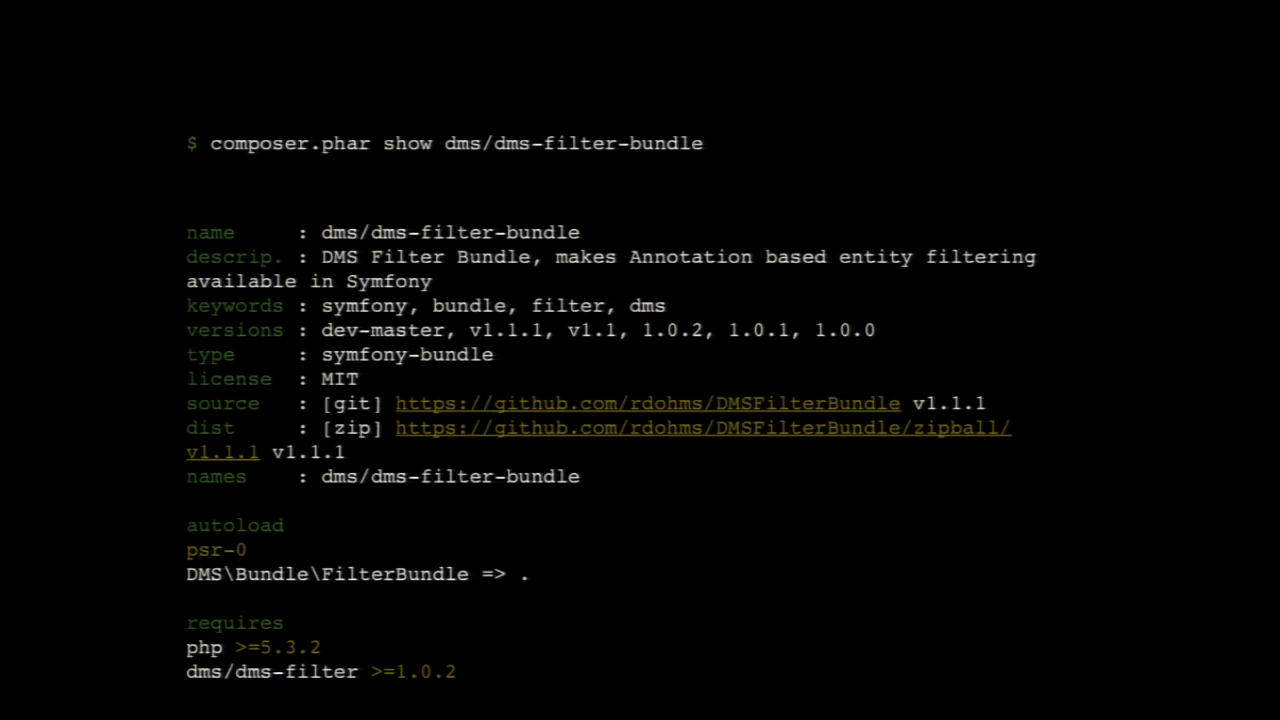 $ composer.phar show dms/dms-filter-bundle
name : dms/dms-filter-bundle
descrip. : DMS Filter Bundle, makes Annotation based entity filtering
available in Symfony
keywords : symfony, bundle, filter, dms
versions : dev-master, v1.1.1, v1.1, 1.0.2, 1.0.1, 1.0.0
type : symfony-bundle
license : MIT
source : [git] https://github.com/rdohms/DMSFilterBundle v1.1.1
dist : [zip] https://github.com/rdohms/DMSFilterBundle/zipball/
v1.1.1 v1.1.1
names : dms/dms-filter-bundle
autoload
psr-0
DMS\Bundle\FilterBundle => .
requires
php >=5.3.2
dms/dms-filter >=1.0.2